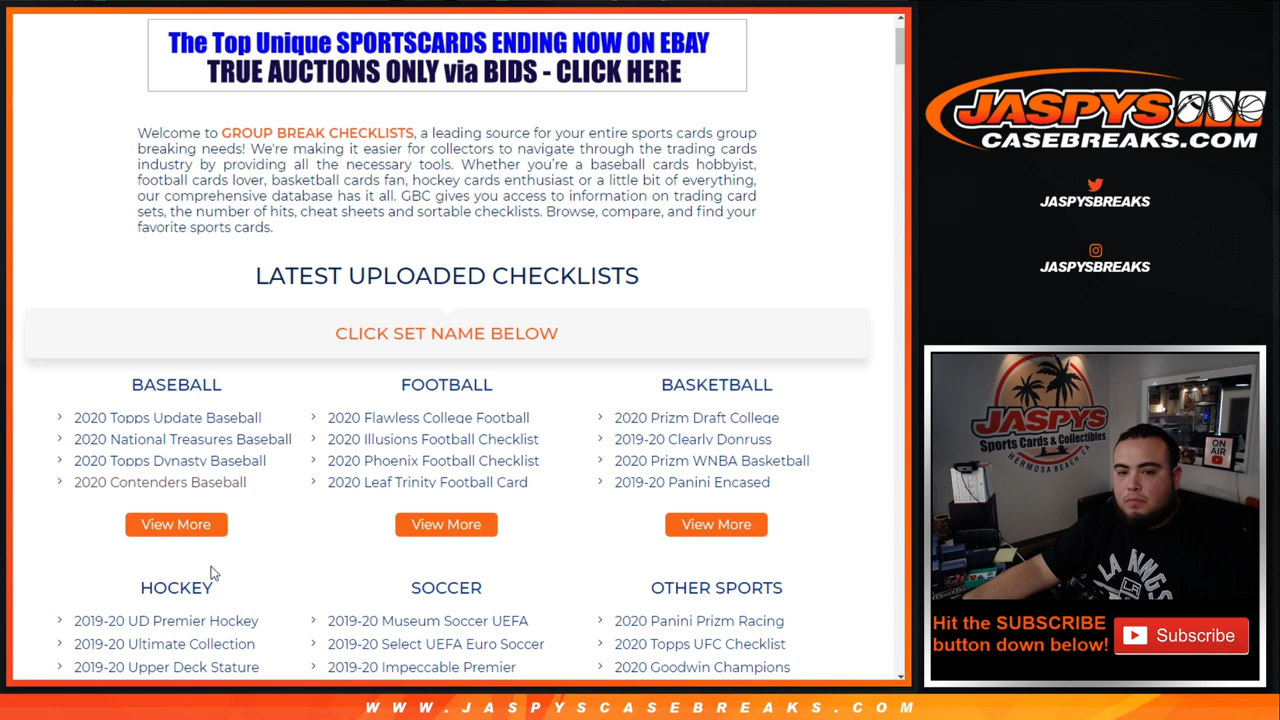 The Top Unique SPORTSCARDS ENDING NOW ON EBAY
TRUE AUCTIONS ONLY via BIDS - CLICK HERE
Welcome to GROUP BREAK CHECKLISTS, a leading source for your entire sports cards group
breaking needs! We're making it easier for collectors to navigate through the trading cards
industry by providing all the necessary tools. Whether you're a baseball cards hobbyist,
football cards lover, basketball cards fan, hockey cards enthusiast or a little bit of everything,
our comprehensive database has it all. GBC gives you access to information on trading card
sets, the number of hits, cheat sheets and sortable checklists. Browse, compare, and find your
favorite sports cards.
LATEST UPLOADED CHECKLISTS
CLICK SET NAME BELOW
BASEBALL
2020 Topps Update Baseball
2020 National Treasures Baseball
2020 Topps Dynasty Baseball
2020 Contenders Baseball
View More
FOOTBALL
2020 Flawless College Football
2020 Illusions Football Checklist
2020 Phoenix Football Checklist
2020 Leaf Trinity Football Card
View More
BASKETBALL
2020 Prizm Draft College
2019-20 Clearly Donruss
2020 Prizm WNBA Basketball
2019-20 Panini Encased
View More
HOCKEY
2019-20 UD Premier Hockey
2019-20 Ultimate Collection
2019-20 Upper Deck Stature
SOCCER
2019-20 Museum Soccer UEFA
2019-20 Select UEFA Euro Soccer
2019-20 Impeccable Premier
OTHER SPORTS
2020 Panini Prizm Racing
2020 Topps UFC Checklist
2020 Goodwin Champions
JASPYS
CASEBREAKS.COM
JASPYSBREAKS
JASPYSBREAKS
JASPYS
Sports Cards & Collectibles
HERMOSA BEACH, CA
ON
AIR
LA KINGS
LA
Hit the SUBSCRIBE
button down below!
Subscribe
WWW.JASPYSCASEBREAKS.COM